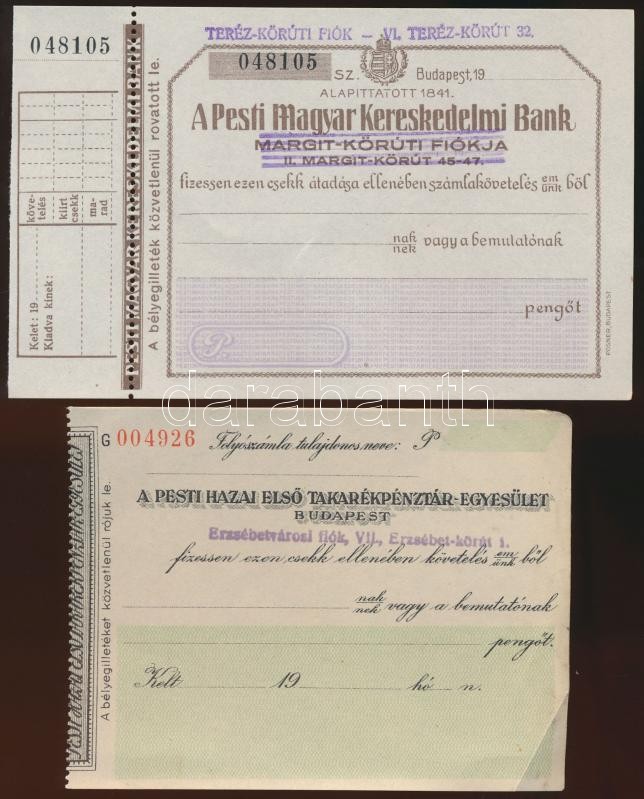 048105
köve-
telés
kiirt
csekk
ma-
rad
Kelet: 19
Kladva kinek:
A bélyegilleték közvetlenül rovatott le.
TERÉZ-KÖRÚTI FIÓK — VI. TERÉZ-KÖRÚT 32.
048105 SZ. Budapest, 19
ALAPÍTTATOTT 1841.
A Pesti Magyar Kereskedelmi Bank
MARGIT-KÖRÚTI FIÓKJA
II. MARGIT-KÖRÚT 45-47.
fizessen ezen csekk átadása ellenében számlakövetelés em/ünk ből
nak/nek vagy a bemutatónak
pengőt
P.
POSNER, BUDAPEST
darabanth
A bélyegilletéket közvetlenül rójuk le.
G 004926 Folyószámla tulajdonos neve: P
A PESTI HAZAI ELSŐ TAKARÉKPÉNZTÁR-EGYESÜLET
BUDAPEST
Erzsébetvárosi fiók, VII., Erzsébet-körút 1.
fizessen ezen csekk ellenében követelés em/ünk ből
nak/nek vagy a bemutatónak
pengőt.
Kelt 19 hó n.